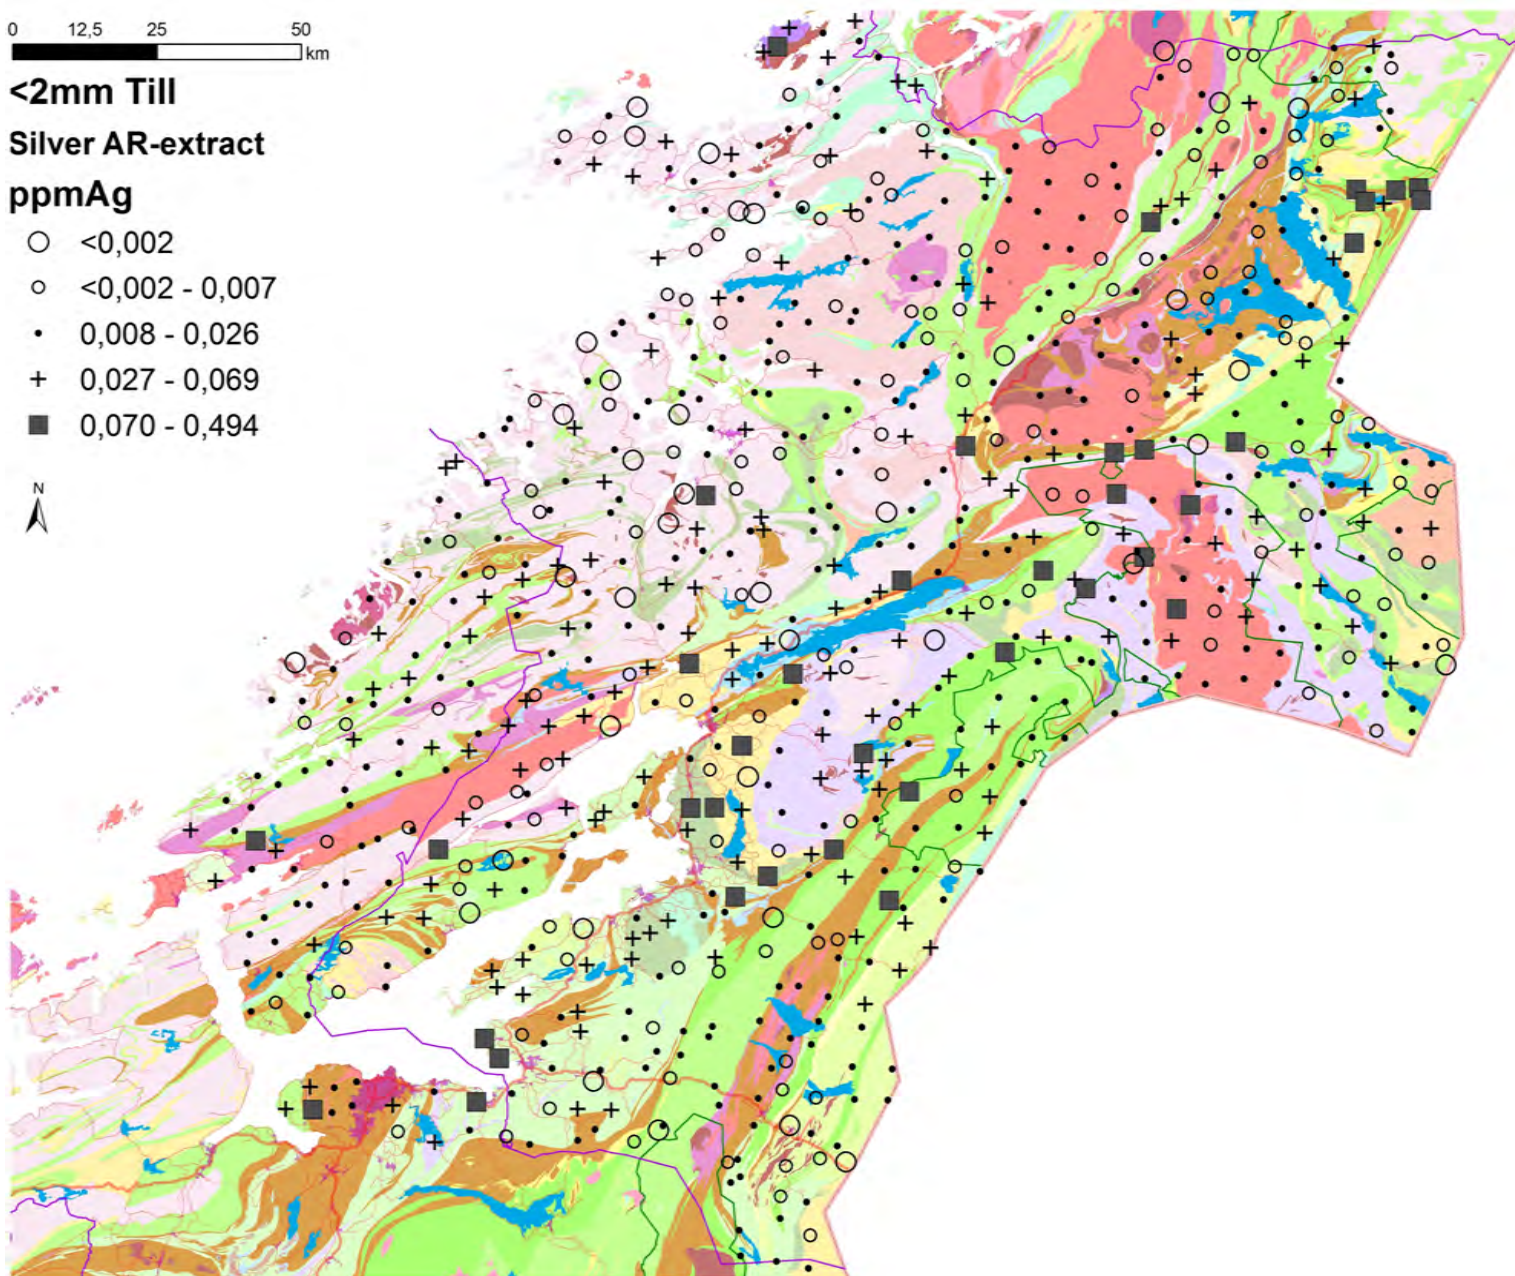 0 12,5 25 50
km
<2mm Till
Silver AR-extract
ppmAg
<0,002
<0,002 - 0,007
0,008 - 0,026
0,027 - 0,069
0,070 - 0,494
N